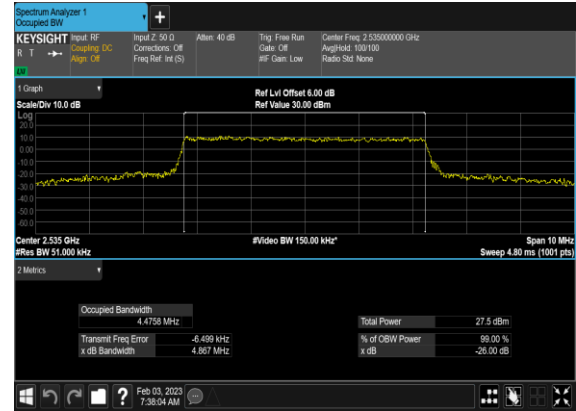 Spectrum Analyzer 1
Occupied BW
+
KEYSIGHT Input: RF Input Z: 50 Ω Atten: 40 dB Trig: Free Run Center Freq: 2.535000000 GHz
R T Coupling: DC Corrections: Off Gate: Off Avg|Hold: 100/100
Align: Off Freq Ref: Int (S) #IF Gain: Low Radio Std: None
LV
1 Graph
Ref Lvl Offset 6.00 dB
Scale/Div 10.0 dB Ref Value 30.00 dBm
Log
20.0
10.0
0.00
-10.0
-20.0
-30.0
-40.0
-50.0
-60.0
Center 2.535 GHz #Video BW 150.00 kHz* Span 10 MHz
#Res BW 51.000 kHz Sweep 4.80 ms (1001 pts)
2 Metrics
Occupied Bandwidth
4.4758 MHz Total Power 27.5 dBm
Transmit Freq Error -6.499 kHz % of OBW Power 99.00 %
x dB Bandwidth 4.867 MHz x dB -26.00 dB
? Feb 03, 2023
7:38:04 AM